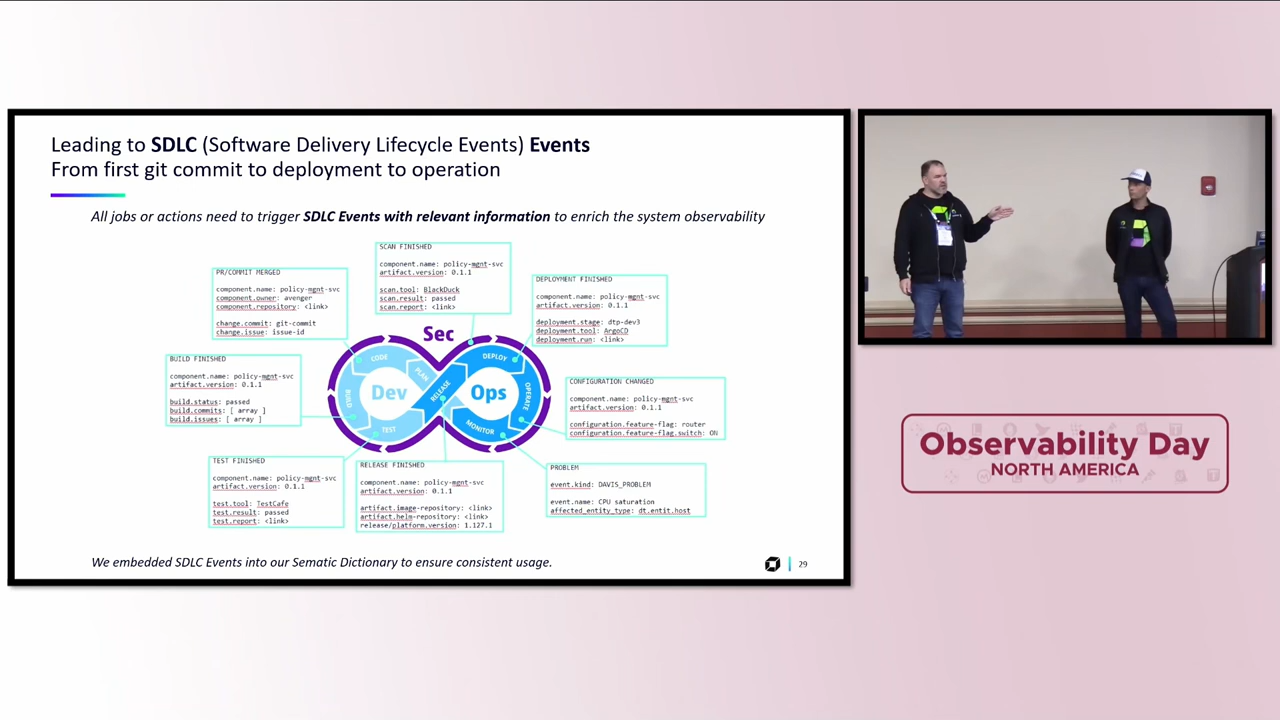 Leading to SDLC (Software Delivery Lifecycle Events) Events
From first git commit to deployment to operation
All jobs or actions need to trigger SDLC Events with relevant information to enrich the system observability
SCAN FINISHED
component.name: policy-mgnt-svc
artifact.version: 0.1.1
scan.tool: BlackDuck
scan.result: passed
scan.report: <link>
PR/COMMIT MERGED
component.name: policy-mgnt-svc
component.owner: avenger
component.repository: <link>
change.commit: git-commit
change.issue: issue-id
DEPLOYMENT FINISHED
component.name: policy-mgnt-svc
artifact.version: 0.1.1
deployment.stage: dtp-dev3
deployment.tool: ArgoCD
deployment.run: <link>
BUILD FINISHED
component.name: policy-mgnt-svc
artifact.version: 0.1.1
build.status: passed
build.commits: [ array ]
build.issues: [ array ]
Sec
Dev
Ops
CODE
PLAN
BUILD
TEST
RELEASE
DEPLOY
OPERATE
MONITOR
CONFIGURATION CHANGED
component.name: policy-mgnt-svc
artifact.version: 0.1.1
configuration.feature-flag: router
configuration.feature-flag.switch: ON
TEST FINISHED
component.name: policy-mgnt-svc
artifact.version: 0.1.1
test.tool: TestCafe
test.result: passed
test.report: <link>
RELEASE FINISHED
component.name: policy-mgnt-svc
artifact.version: 0.1.1
artifact.image-repository: <link>
artifact.helm-repository: <link>
release/platform.version: 1.127.1
PROBLEM
event.kind: DAVIS_PROBLEM
event.name: CPU saturation
affected_entity_type: dt.entit.host
We embedded SDLC Events into our Sematic Dictionary to ensure consistent usage.
29
Observability Day
NORTH AMERICA